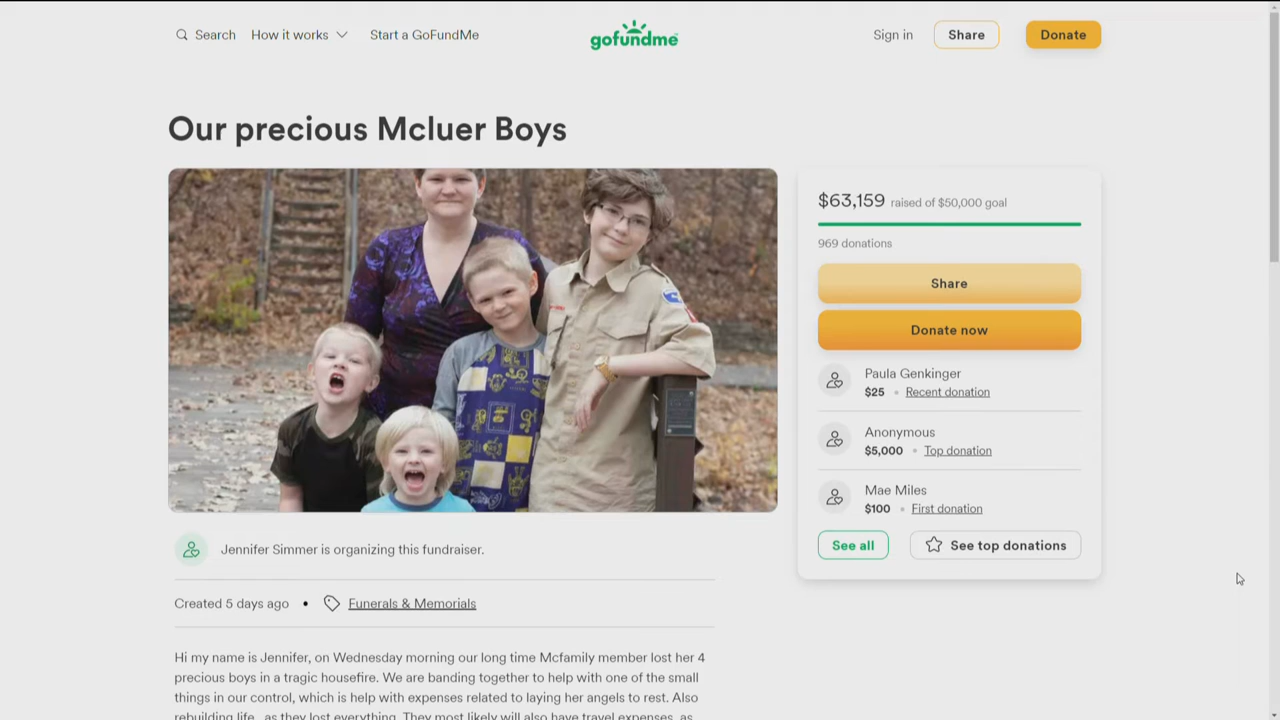 Search
How it works
Start a GoFundMe
gofundme
Sign in
Share
Donate
Our precious Mcluer Boys
$63,159 raised of $50,000 goal
969 donations
Share
Donate now
Paula Genkinger
$25 • Recent donation
Anonymous
$5,000 • Top donation
Mae Miles
$100 • First donation
See all
See top donations
Jennifer Simmer is organizing this fundraiser.
Created 5 days ago • Funerals & Memorials
Hi my name is Jennifer, on Wednesday morning our long time Mcfamily member lost her 4
precious boys in a tragic housefire. We are banding together to help with one of the small
things in our control, which is help with expenses related to laying her angels to rest. Also
rebuilding life, as they lost everything. They most likely will also have travel expenses, as